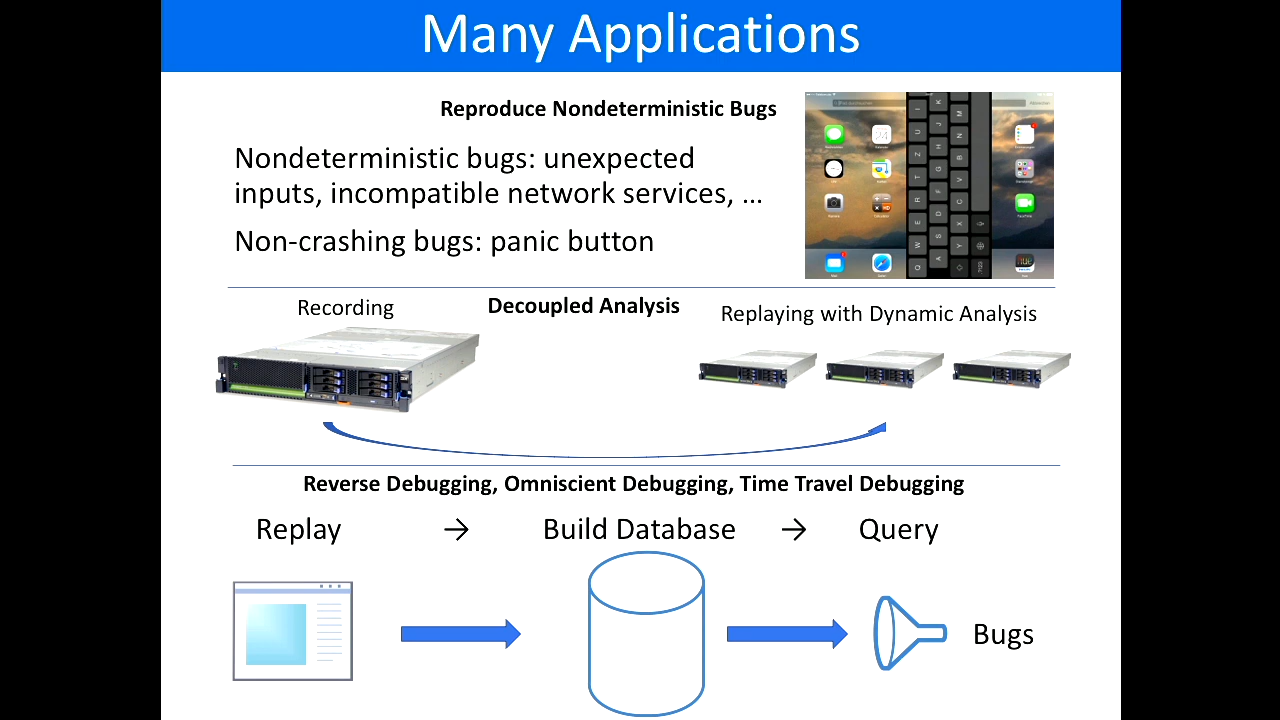 Many Applications
Reproduce Nondeterministic Bugs
Nondeterministic bugs: unexpected
inputs, incompatible network services, ...
Non-crashing bugs: panic button
Q W E R T Z U I
A S D F G H J K
Y X C V B N M
Recording
Decoupled Analysis
Replaying with Dynamic Analysis
Reverse Debugging, Omniscient Debugging, Time Travel Debugging
Replay → Build Database → Query
Bugs